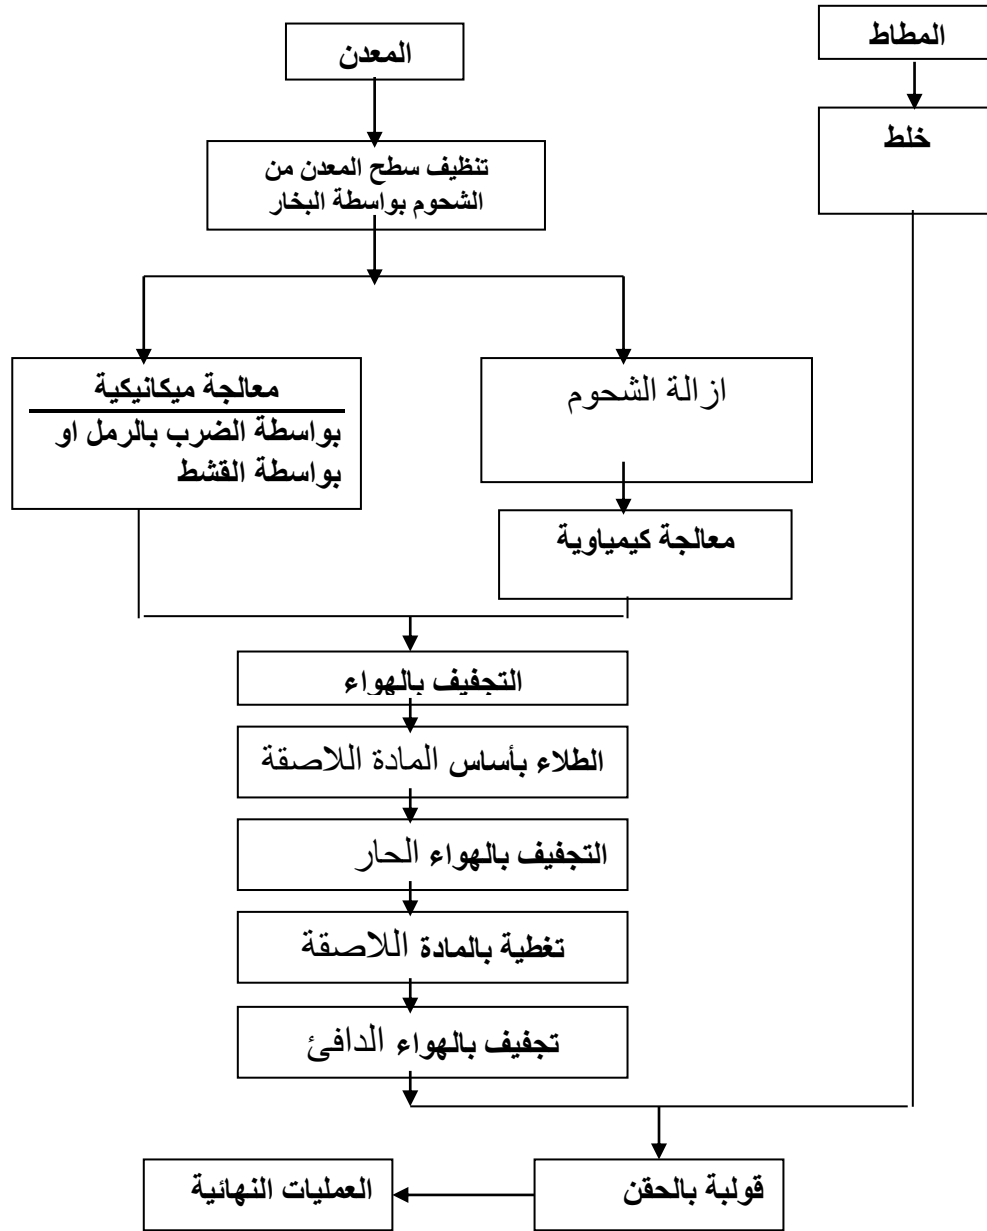 المطاط
المعدن
خلط
تنظيف سطح المعدن من
الشحوم بواسطة البخار
ازالة الشحوم
معالجة ميكانيكية
بواسطة الضرب بالرمل او
بواسطة القشط
معالجة كيمياوية
التجفيف بالهواء
الطلاء بأساس المادة اللاصقة
التجفيف بالهواء الحار
تغطية بالمادة اللاصقة
تجفيف بالهواء الدافئ
قولبة بالحقن
العمليات النهائية